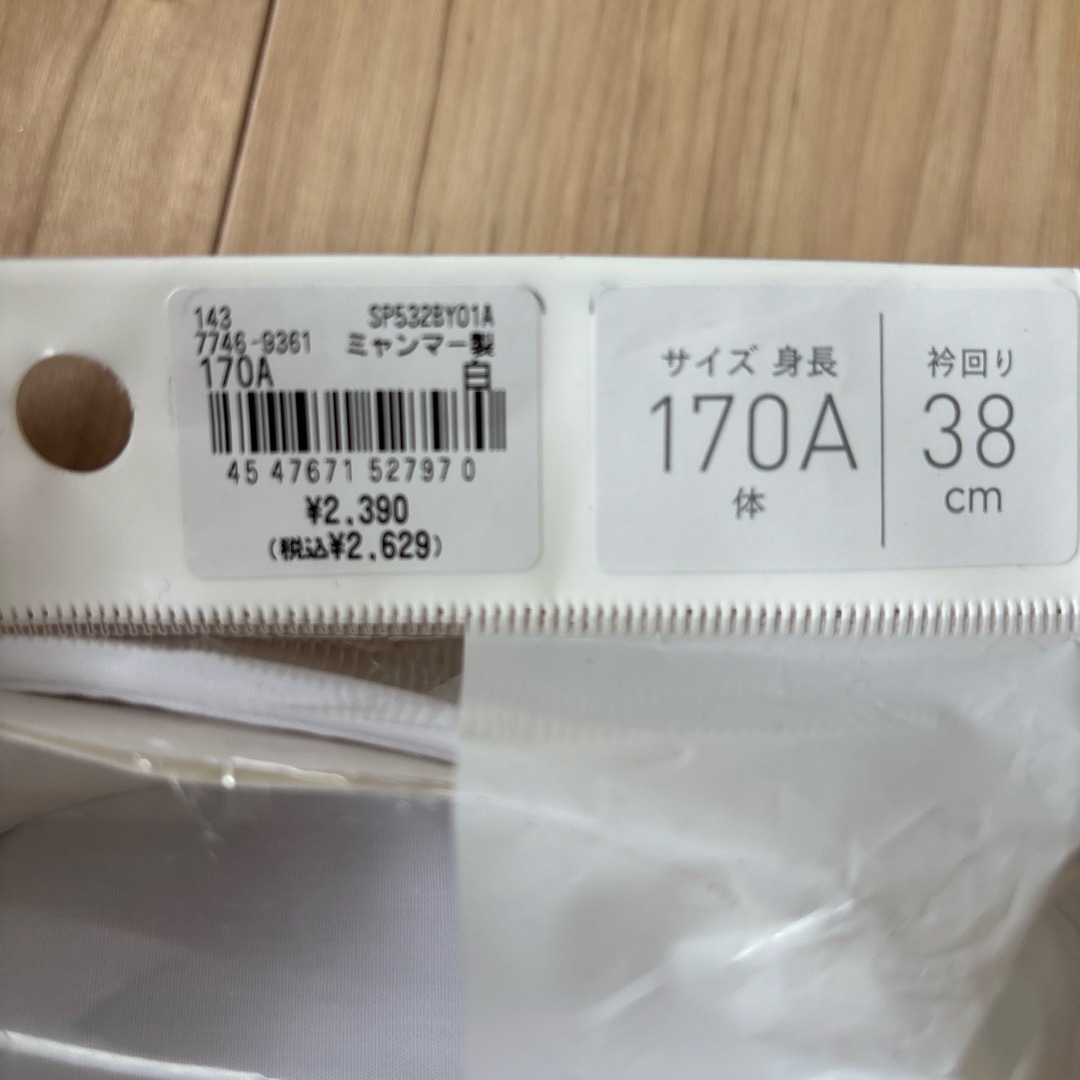 143 SP532BY01A
7746-9361 ミャンマー製
170A 白
45 47671 52797 0
¥2.390
(税込¥2.629)
サイズ 身長
170A
体
衿回り
38
cm